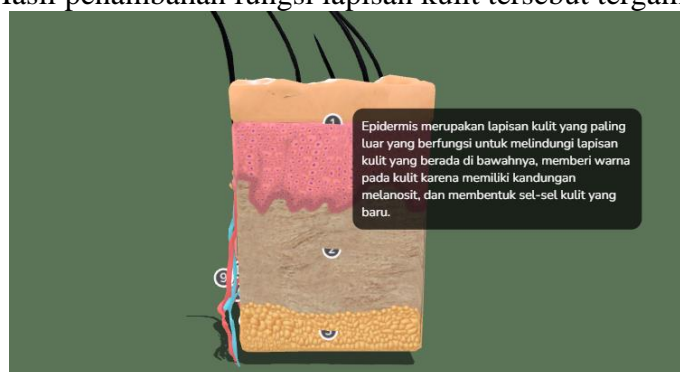 Epidermis merupakan lapisan kulit yang paling
luar yang berfungsi untuk melindungi lapisan
kulit yang berada di bawahnya, memberi warna
pada kulit karena memiliki kandungan
melanosit, dan membentuk sel-sel kulit yang
baru.
2
9